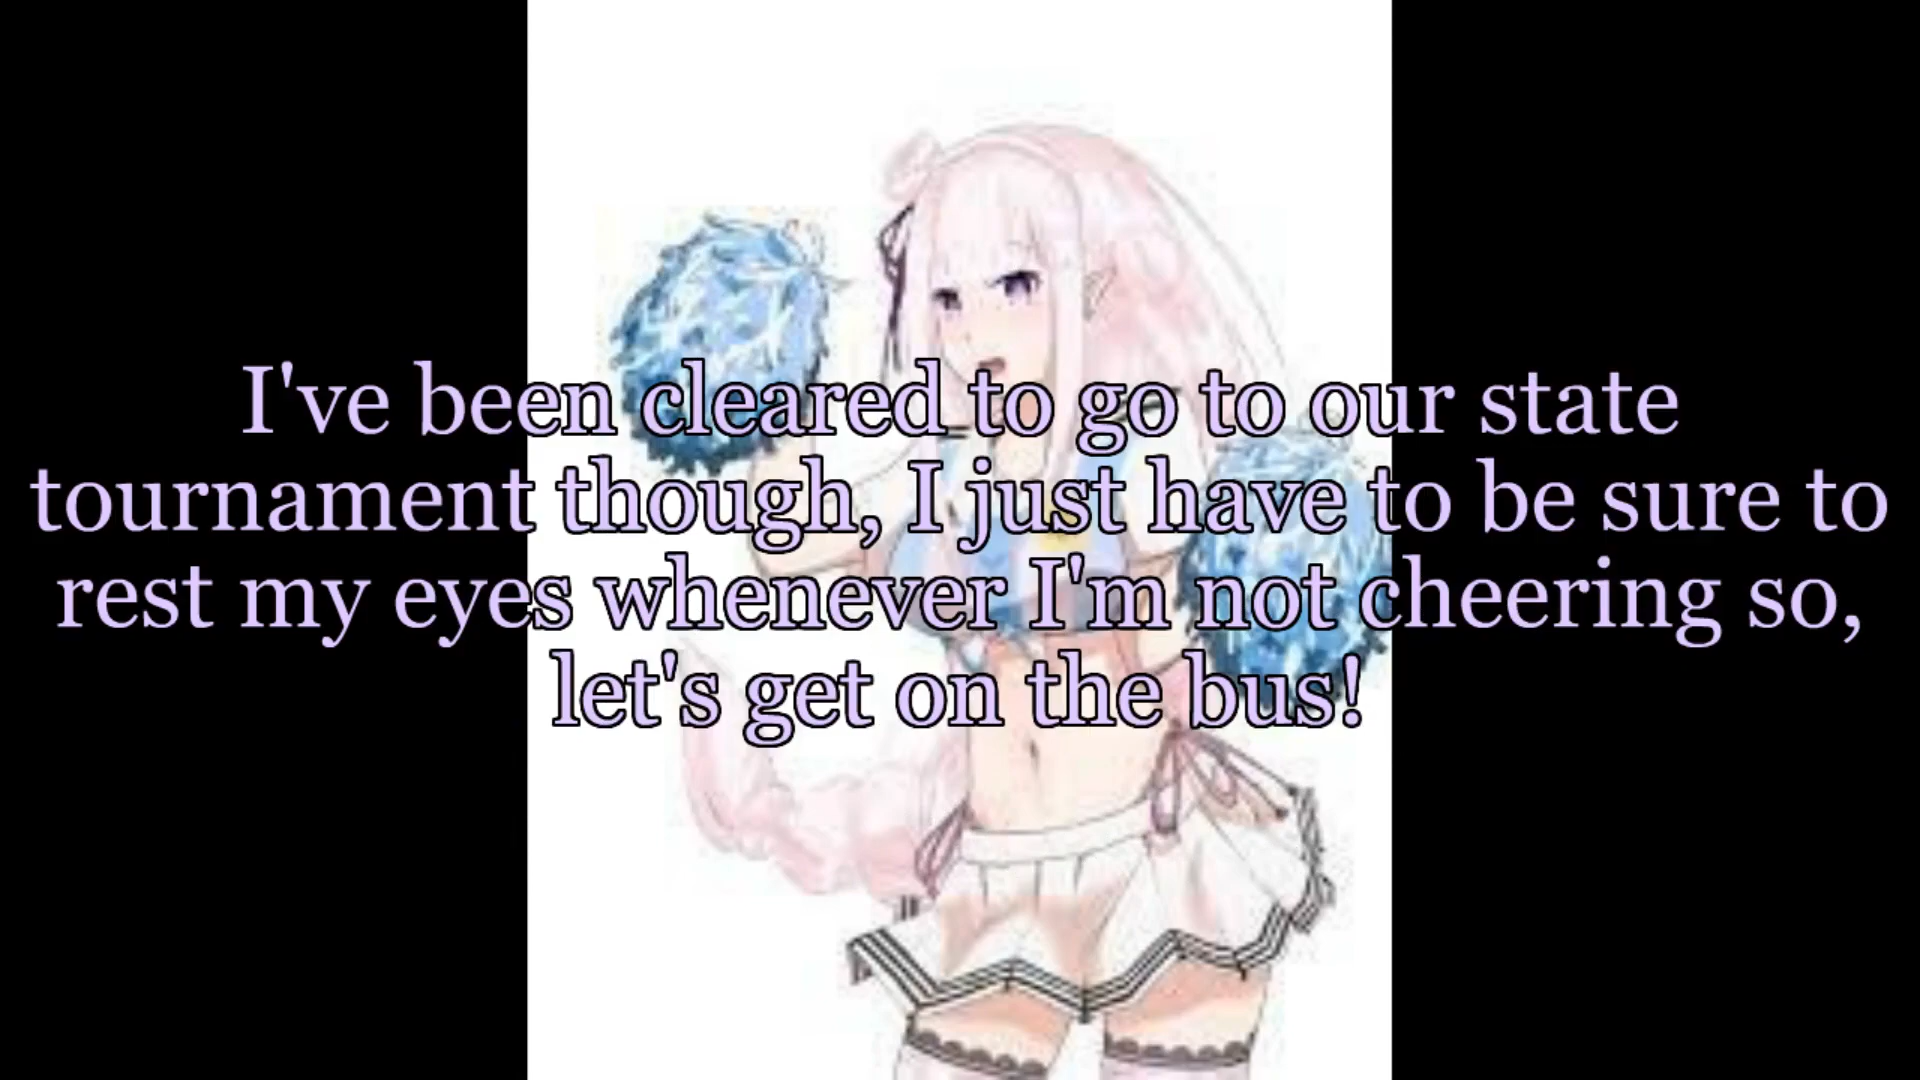 I've been cleared to go to our state
tournament though, I just have to be sure to
rest my eyes whenever I'm not cheering so,
let's get on the bus!